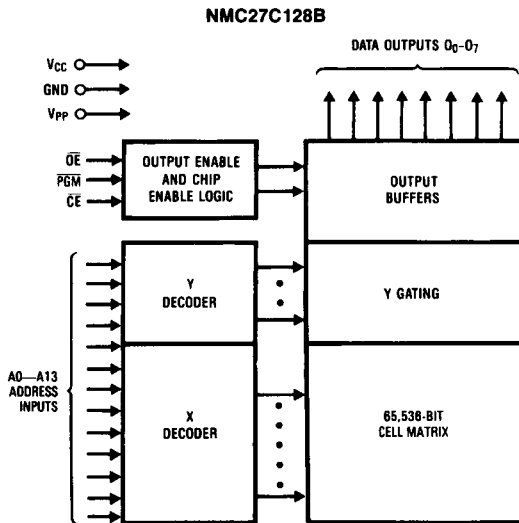 NMC27C128B
DATA OUTPUTS O0-O7
VCC
GND
VPP
OE
PGM
CE
OUTPUT ENABLE
AND CHIP
ENABLE LOGIC
OUTPUT
BUFFERS
Y
DECODER
Y GATING
A0—A13
ADDRESS
INPUTS
X
DECODER
65,536-BIT
CELL MATRIX